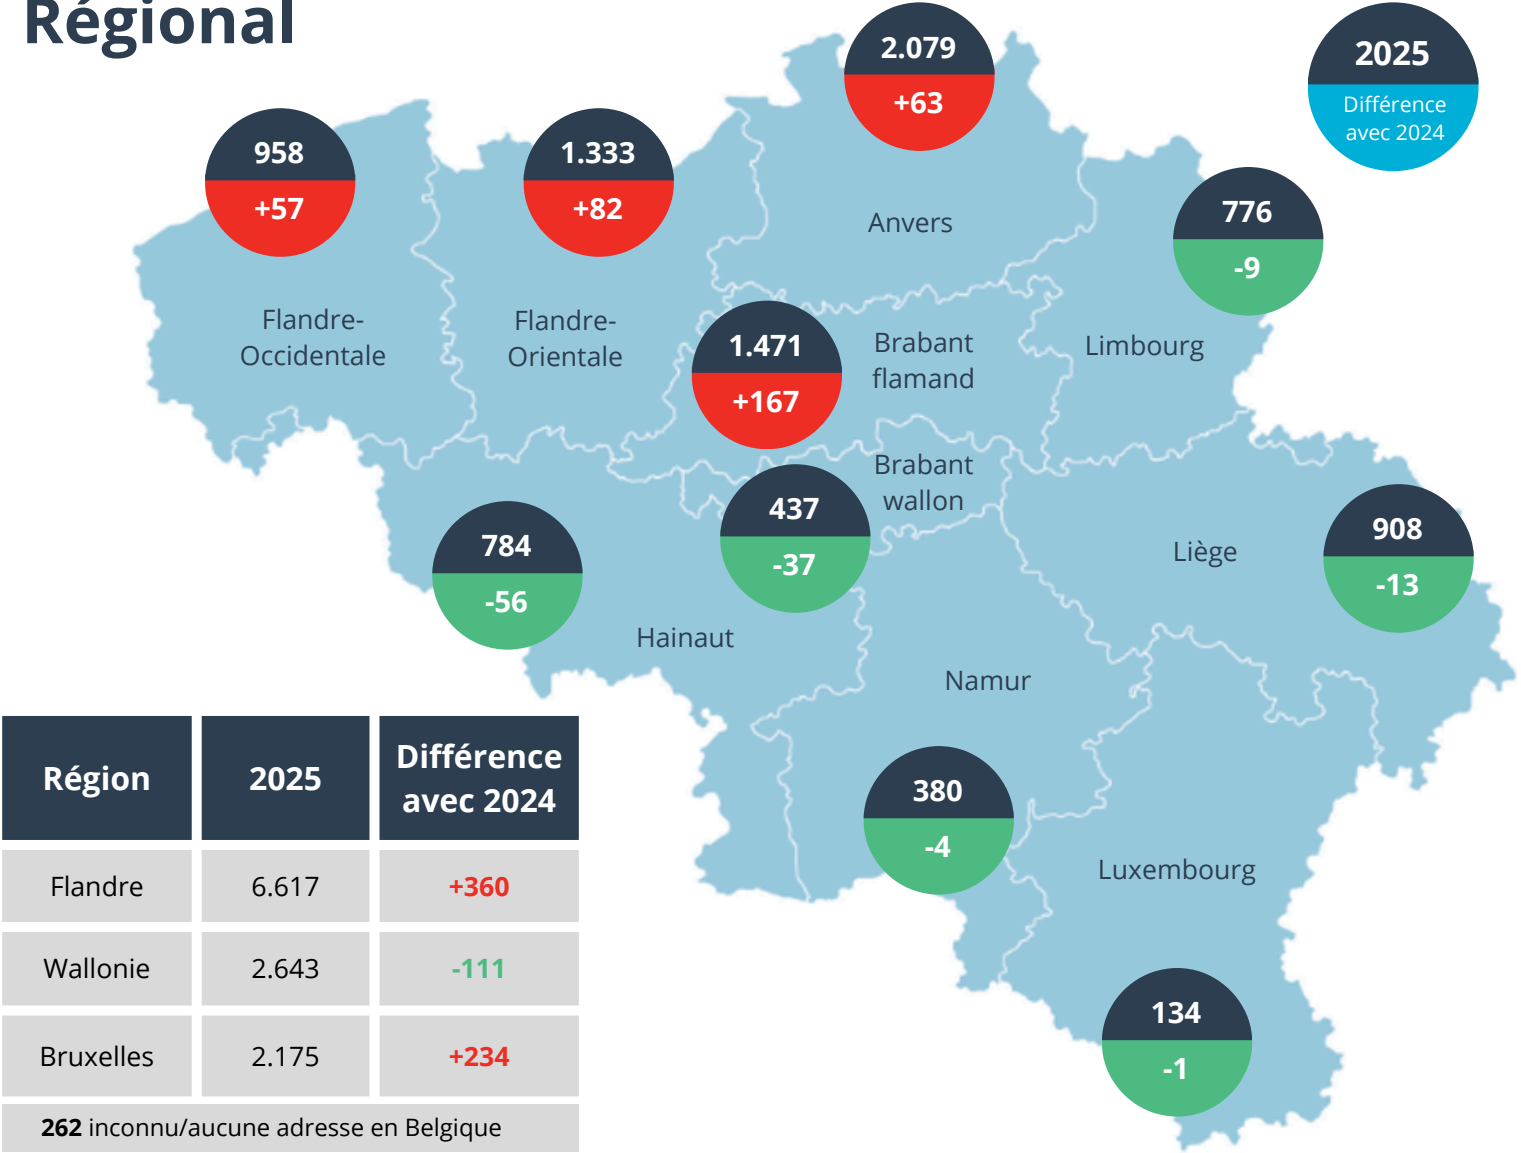 Régional
2.079
+63
2025
Différence
avec 2024
958
+57
1.333
+82
776
-9
Anvers
Flandre-
Occidentale
Flandre-
Orientale
1.471
+167
Brabant
flamand
Limbourg
Brabant
wallon
437
-37
784
-56
908
-13
Liège
Hainaut
Namur
380
-4
Luxembourg
134
-1
Région 2025 Différence
avec 2024
Flandre 6.617 +360
Wallonie 2.643 -111
Bruxelles 2.175 +234
262 inconnu/aucune adresse en Belgique